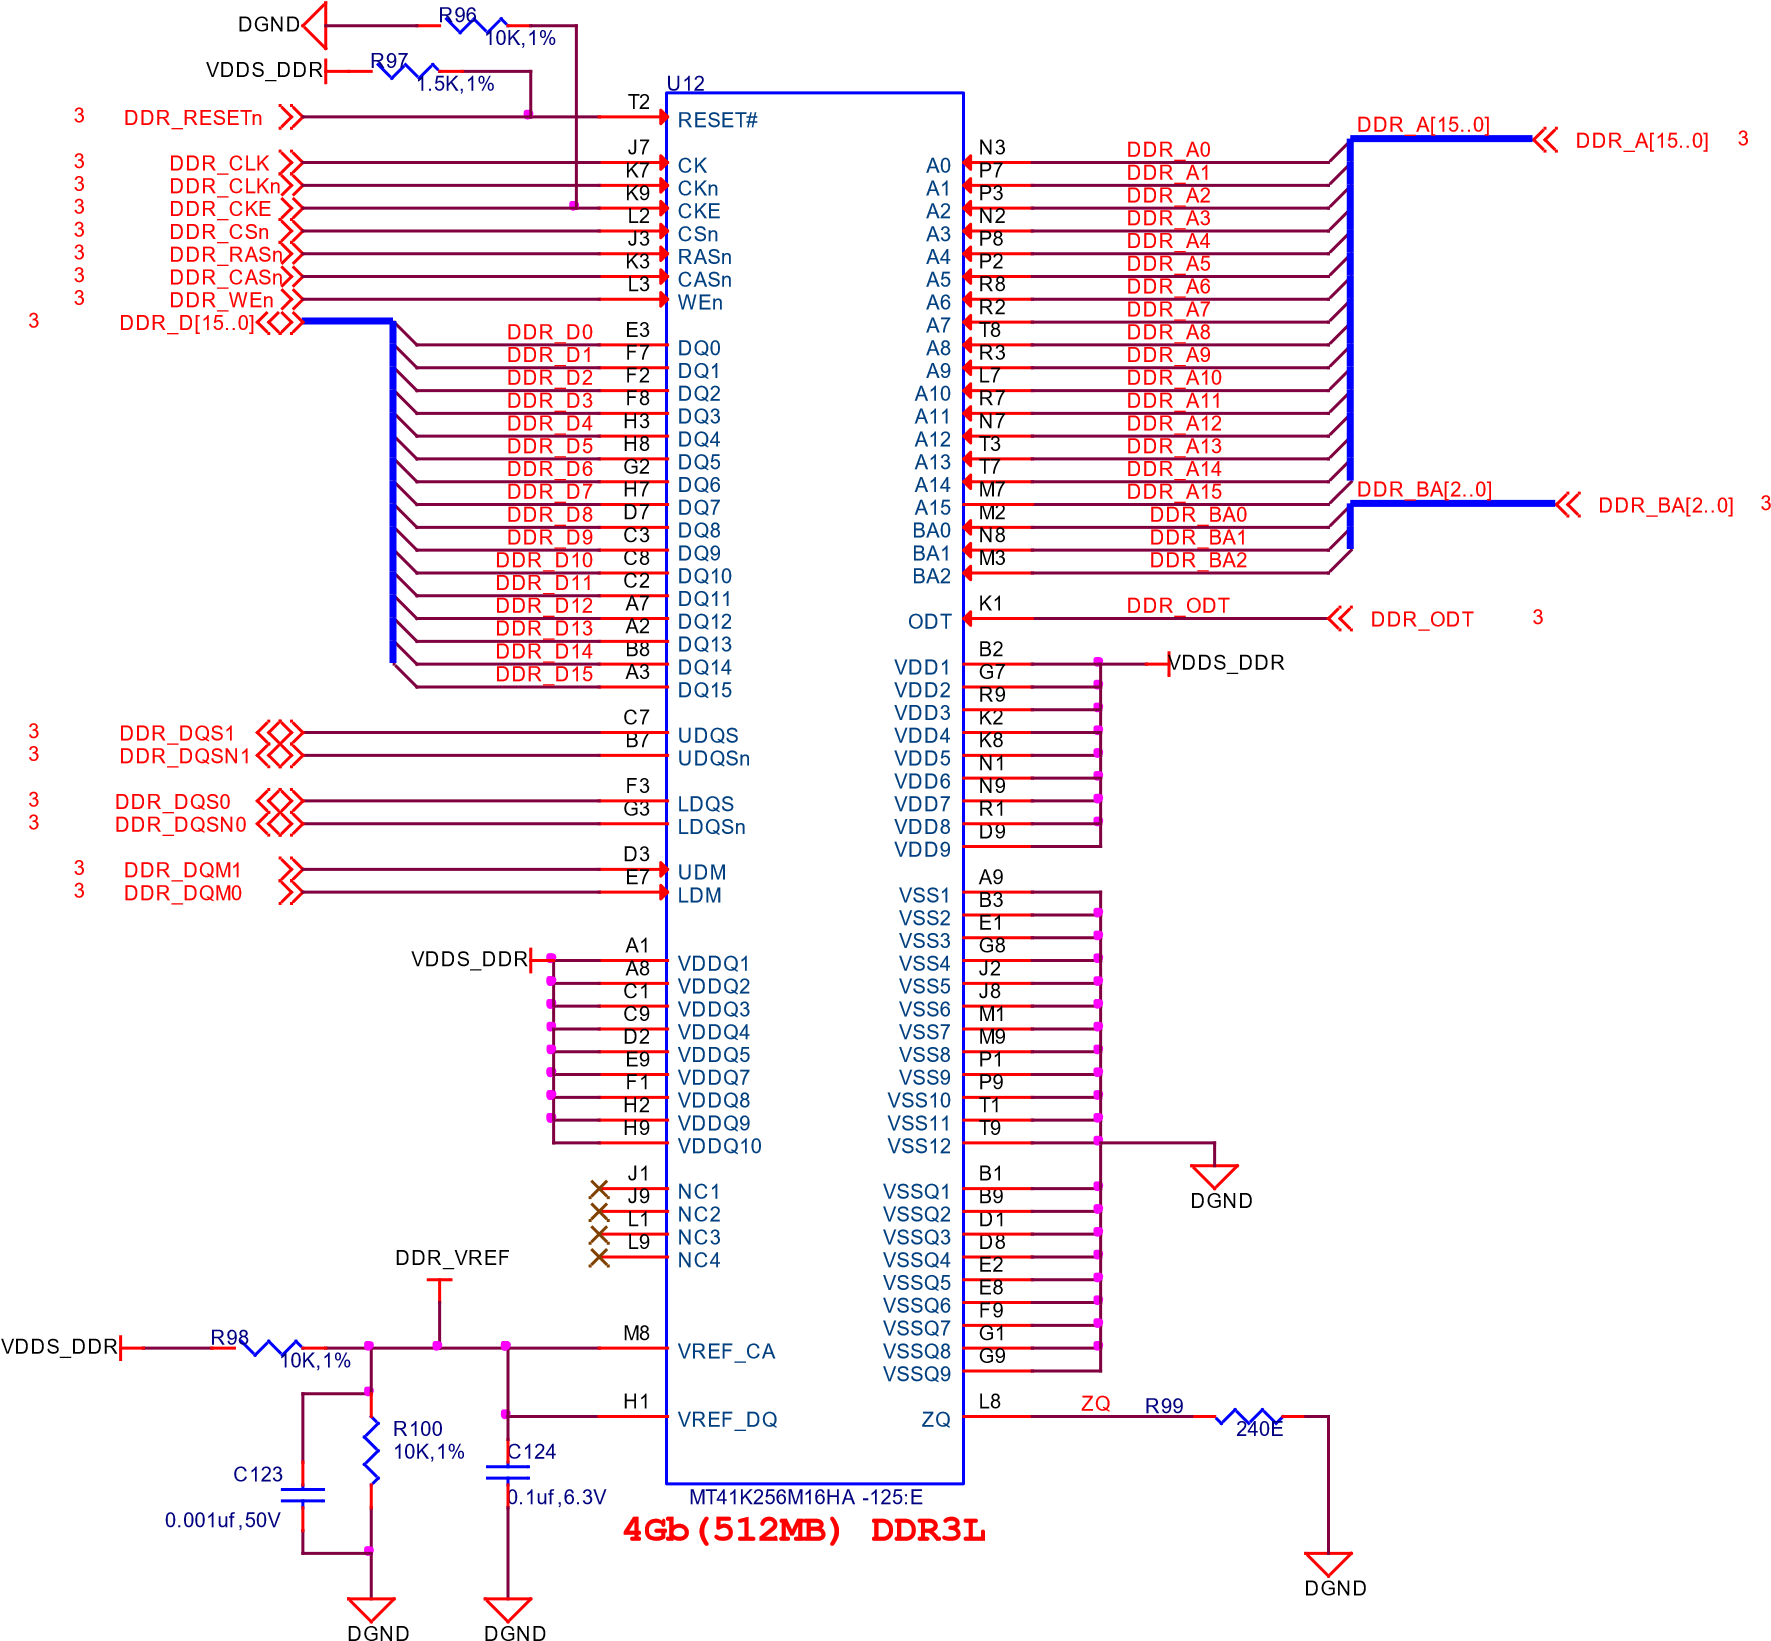 DGND
R96
10K,1%
VDDS_DDR
R97
1.5K,1%
U12
3 DDR_RESETn T2 RESET#
3 DDR_CLK J7 CK
3 DDR_CLKn K7 CKn
3 DDR_CKE K9 CKE
3 DDR_CSn L2 CSn
3 DDR_RASn J3 RASn
3 DDR_CASn K3 CASn
3 DDR_WEn L3 WEn
3 DDR_D[15..0]
DDR_D0 E3 DQ0
DDR_D1 F7 DQ1
DDR_D2 F2 DQ2
DDR_D3 F8 DQ3
DDR_D4 H3 DQ4
DDR_D5 H8 DQ5
DDR_D6 G2 DQ6
DDR_D7 H7 DQ7
DDR_D8 D7 DQ8
DDR_D9 C3 DQ9
DDR_D10 C8 DQ10
DDR_D11 C2 DQ11
DDR_D12 A7 DQ12
DDR_D13 A2 DQ13
DDR_D14 B8 DQ14
DDR_D15 A3 DQ15
3 DDR_DQS1 C7 UDQS
3 DDR_DQSN1 B7 UDQSn
3 DDR_DQS0 F3 LDQS
3 DDR_DQSN0 G3 LDQSn
3 DDR_DQM1 D3 UDM
3 DDR_DQM0 E7 LDM
VDDS_DDR A1 VDDQ1
A8 VDDQ2
C1 VDDQ3
C9 VDDQ4
D2 VDDQ5
E9 VDDQ7
F1 VDDQ8
H2 VDDQ9
H9 VDDQ10
J1 NC1
J9 NC2
L1 NC3
L9 NC4
DDR_VREF
VDDS_DDR
R98
10K,1%
M8 VREF_CA
H1 VREF_DQ
R100
10K,1%
C123
0.001uf,50V
C124
0.1uf,6.3V
DGND
DGND
DDR_A[15..0]
DDR_A[15..0] 3
A0 N3 DDR_A0
A1 P7 DDR_A1
A2 P3 DDR_A2
A3 N2 DDR_A3
A4 P8 DDR_A4
A5 P2 DDR_A5
A6 R8 DDR_A6
A7 R2 DDR_A7
A8 T8 DDR_A8
A9 R3 DDR_A9
A10 L7 DDR_A10
A11 R7 DDR_A11
A12 N7 DDR_A12
A13 T3 DDR_A13
A14 T7 DDR_A14
A15 M7 DDR_A15
DDR_BA[2..0]
DDR_BA[2..0] 3
BA0 M2 DDR_BA0
BA1 N8 DDR_BA1
BA2 M3 DDR_BA2
ODT K1 DDR_ODT DDR_ODT 3
VDD1 B2 VDDS_DDR
VDD2 G7
VDD3 R9
VDD4 K2
VDD5 K8
VDD6 N1
VDD7 N9
VDD8 R1
VDD9 D9
VSS1 A9
VSS2 B3
VSS3 E1
VSS4 G8
VSS5 J2
VSS6 J8
VSS7 M1
VSS8 M9
VSS9 P1
VSS10 P9
VSS11 T1
VSS12 T9
DGND
VSSQ1 B1
VSSQ2 B9
VSSQ3 D1
VSSQ4 D8
VSSQ5 E2
VSSQ6 E8
VSSQ7 F9
VSSQ8 G1
VSSQ9 G9
ZQ L8 ZQ R99
240E
DGND
MT41K256M16HA -125:E
4Gb(512MB) DDR3L